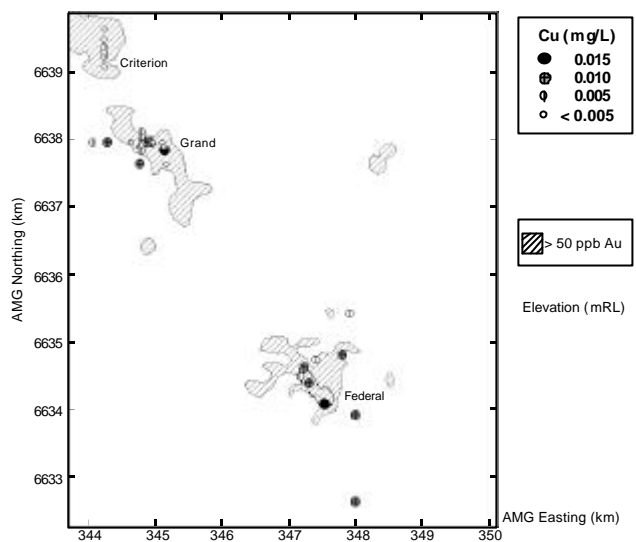 Cu (mg/L)
0.015
0.010
0.005
< 0.005
> 50 ppb Au
Elevation (mRL)
AMG Northing (km)
6639
6638
6637
6636
6635
6634
6633
Criterion
Grand
Federal
344
345
346
347
348
349
350
AMG Easting (km)